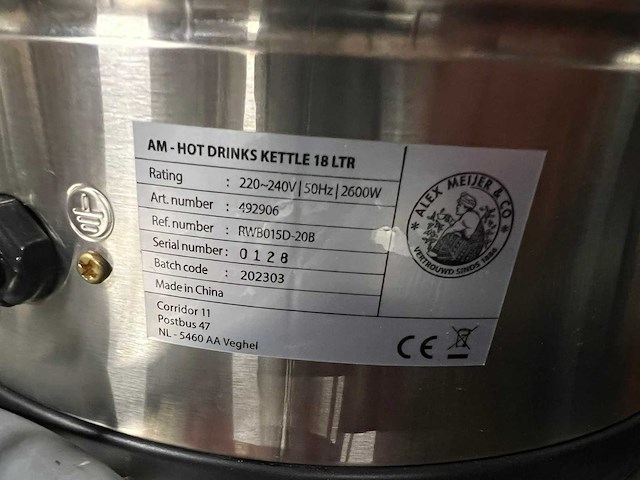 AM - HOT DRINKS KETTLE 18 LTR
Rating : 220~240V | 50Hz | 2600W
Art. number : 492906
Ref. number : RWB015D-20B
Serial number : 0128
Batch code : 202303
Made in China
Corridor 11
Postbus 47
NL - 5460 AA Veghel
CE
* ALEX MEIJER & CO *
VERTROUWD SINDS 1886